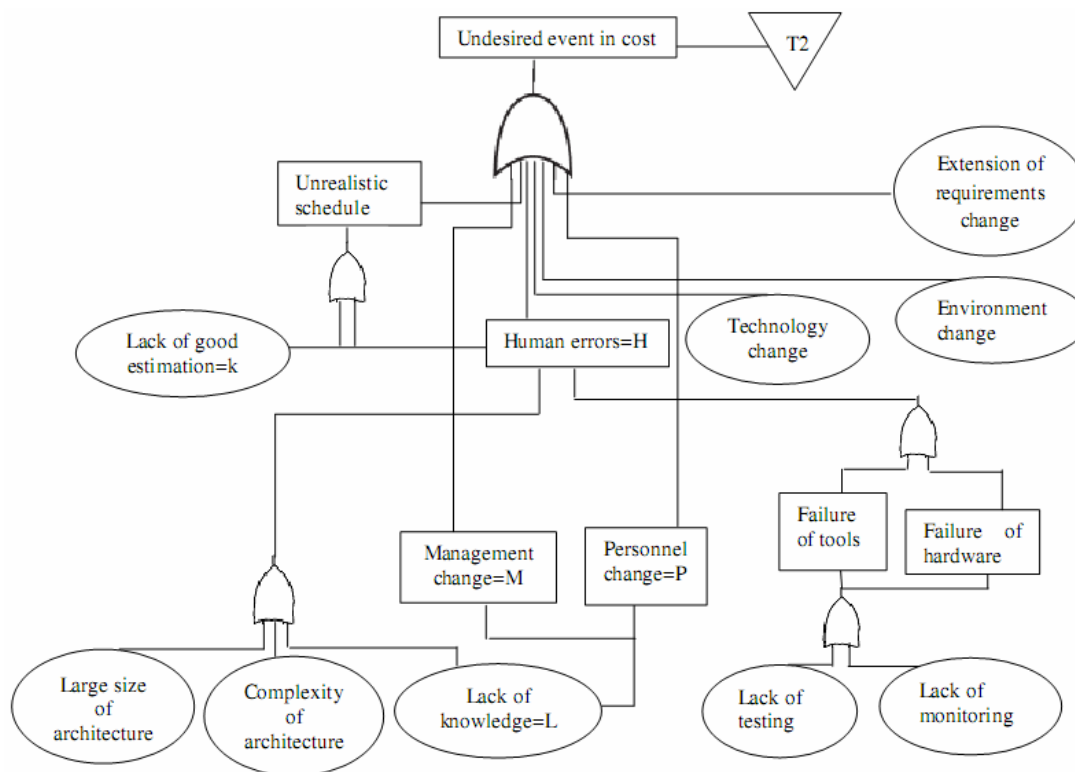 Undesired event in cost
T2
Unrealistic
schedule
Extension of
requirements
change
Environment
change
Technology
change
Human errors=H
Lack of good
estimation=k
Failure
of tools
Failure of
hardware
Management
change=M
Personnel
change=P
Large size
of
architecture
Complexity
of
architecture
Lack of
knowledge=L
Lack of
testing
Lack of
monitoring